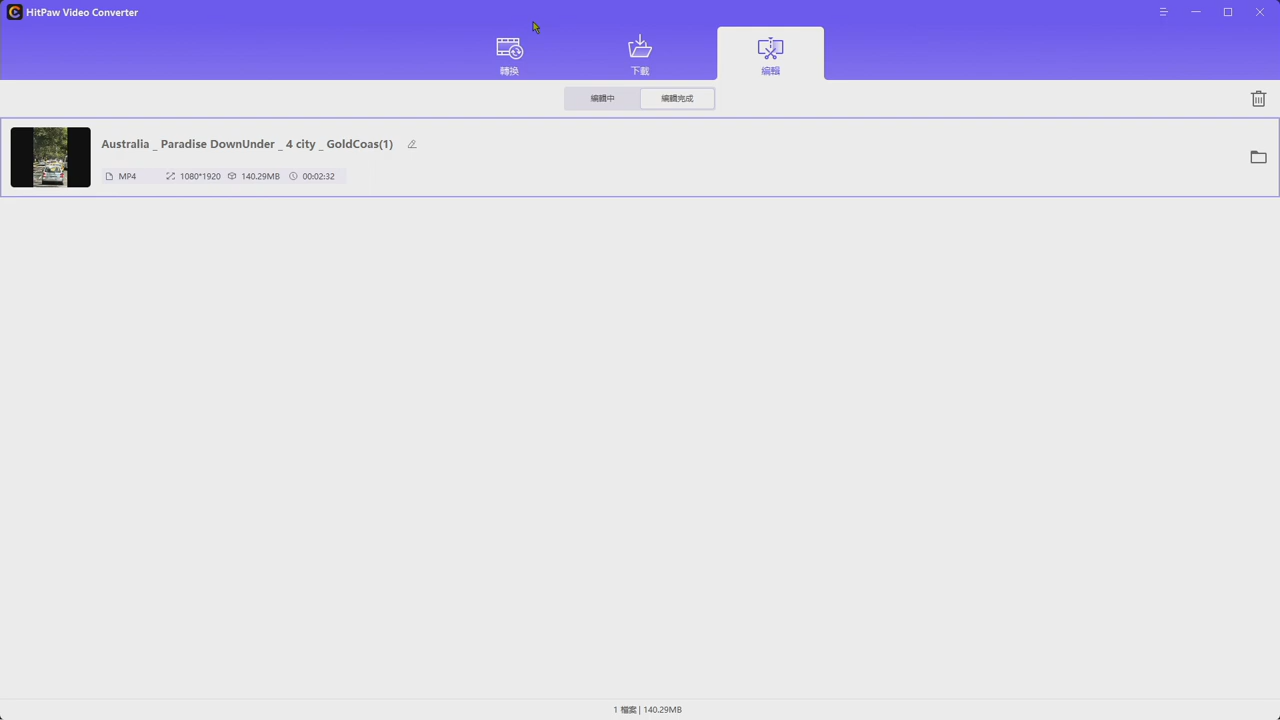 HitPaw Video Converter
轉換
下載
編輯
編輯中
編輯完成
Australia _ Paradise DownUnder _ 4 city _ GoldCoas(1)
MP4 1080*1920 140.29MB 00:02:32
1 檔案 | 140.29MB